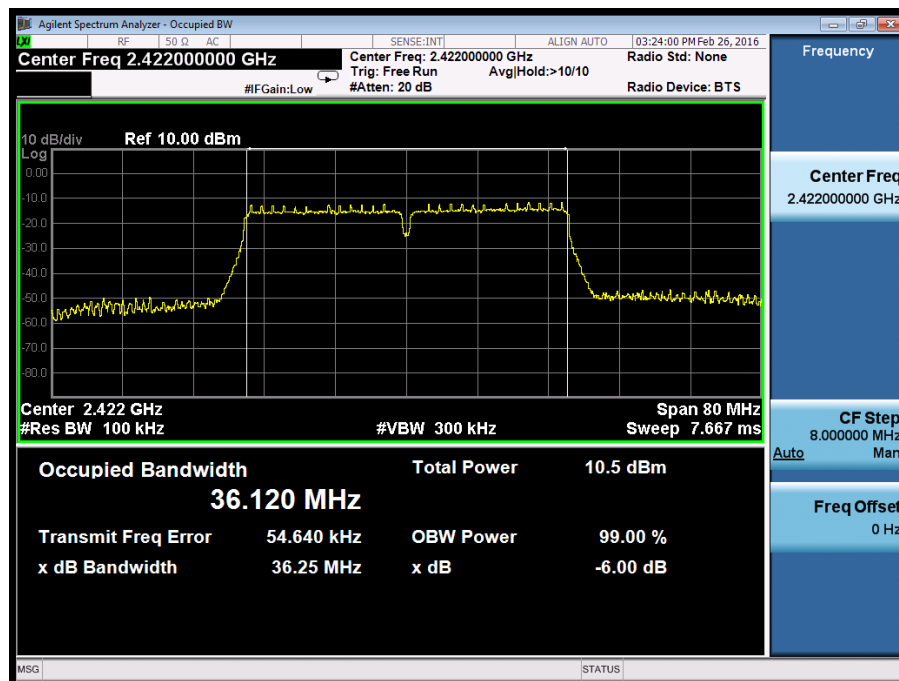 Agilent Spectrum Analyzer - Occupied BW
LXI RF 50 Ω AC SENSE:INT ALIGN AUTO 03:24:00 PM Feb 26, 2016
Center Freq 2.422000000 GHz
Center Freq: 2.422000000 GHz Radio Std: None
Trig: Free Run Avg|Hold:>10/10
#IFGain:Low #Atten: 20 dB Radio Device: BTS
Frequency
10 dB/div Ref 10.00 dBm
Log
0.00
-10.0
-20.0
-30.0
-40.0
-50.0
-60.0
-70.0
-80.0
Center 2.422 GHz Span 80 MHz
#Res BW 100 kHz #VBW 300 kHz Sweep 7.667 ms
Center Freq
2.422000000 GHz
CF Step
8.000000 MHz
Auto Man
Freq Offset
0 Hz
Occupied Bandwidth Total Power 10.5 dBm
36.120 MHz
Transmit Freq Error 54.640 kHz OBW Power 99.00 %
x dB Bandwidth 36.25 MHz x dB -6.00 dB
MSG STATUS